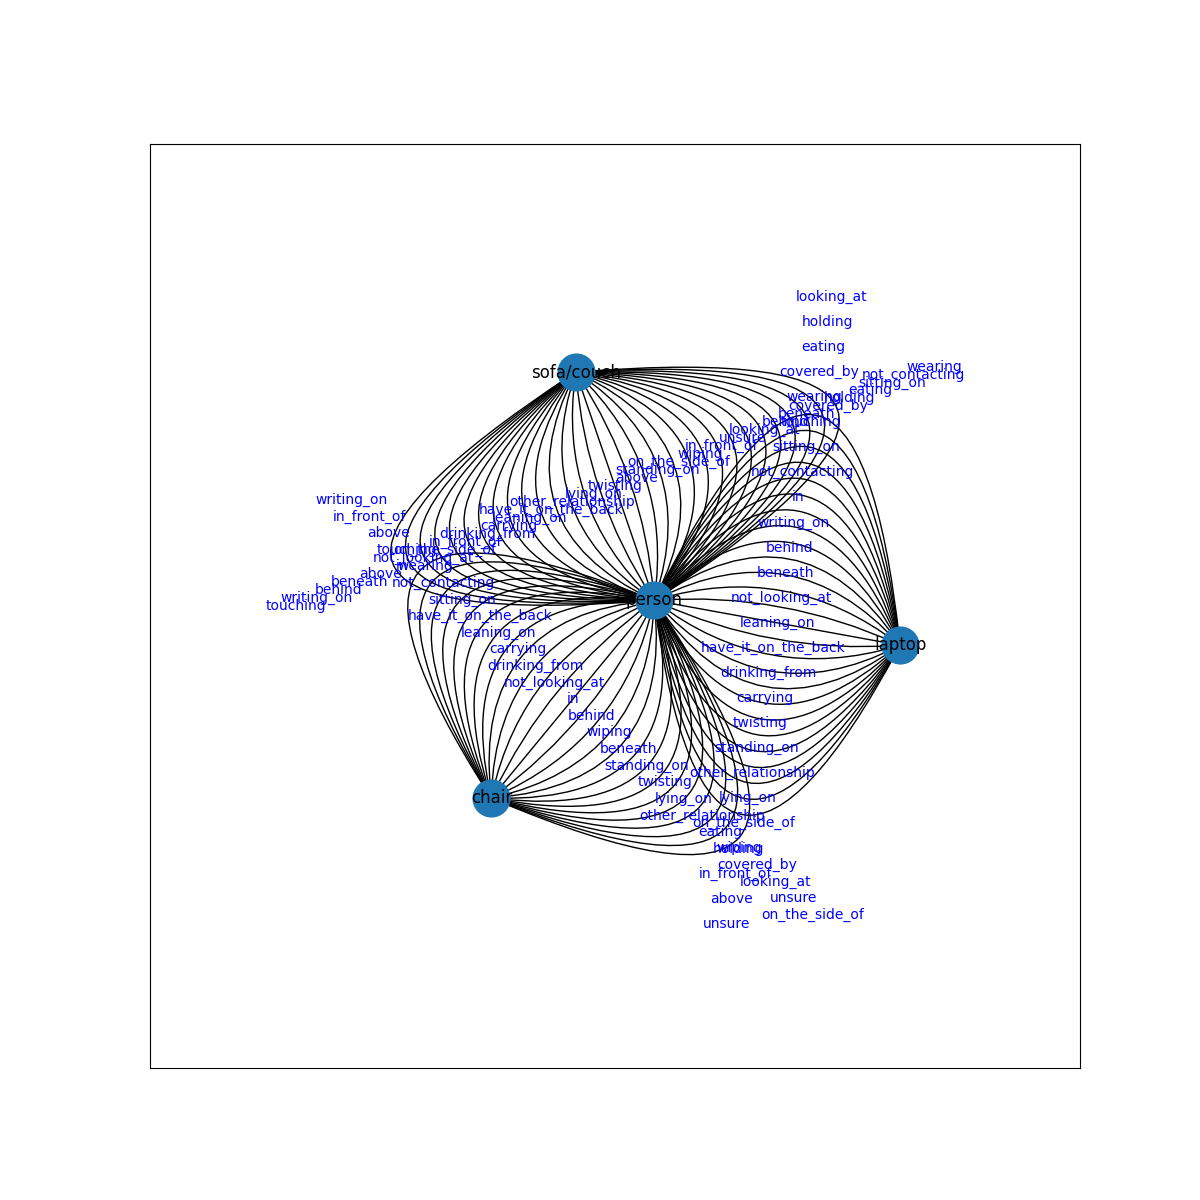 looking_at
holding
eating
wearing
covered_by
sofa/couch
not_contacting
sitting_on
eating
wearing
holding
covered_by
beneath
behind
touching
looking_at
unsure
in_front_of
sitting_on
wiping
on_the_side_of
standing_on
not_contacting
above
twisting
lying_on
in
writing_on
other_relationship
have_it_on_the_back
in_front_of
leaning_on
writing_on
carrying
above
drinking_from
in_front_of
behind
touching
on_the_side_of
not_looking_at
wearing
above
beneath
beneath
not_contacting
behind
writing_on
sitting_on
person
not_looking_at
touching
have_it_on_the_back
leaning_on
leaning_on
laptop
carrying
have_it_on_the_back
drinking_from
drinking_from
not_looking_at
in
carrying
behind
twisting
wiping
beneath
standing_on
standing_on
other_relationship
twisting
chair
lying_on
lying_on
other_relationship
on_the_side_of
eating
holding
wiping
covered_by
in_front_of
looking_at
above
unsure
on_the_side_of
unsure